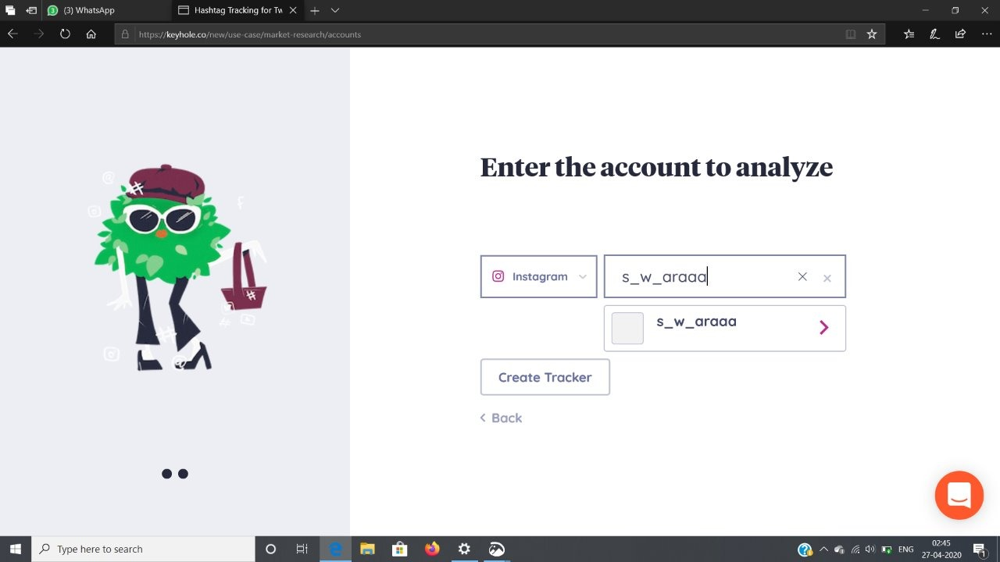 (3) WhatsApp
Hashtag Tracking for Tw
https://keyhole.co/new/use-case/market-research/accounts
Enter the account to analyze
Instagram
s_w_araaa
s_w_araaa
Create Tracker
Back
Type here to search
ENG
02:45
27-04-2020